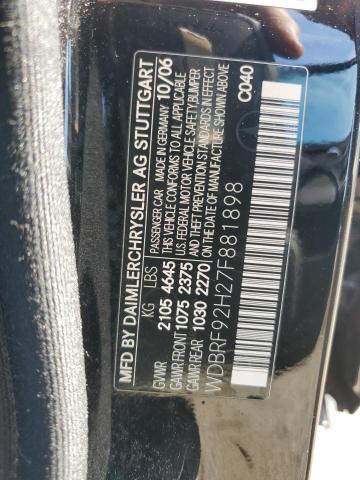 MFD BY DAIMLERCHRYSLER AG STUTTGART
KG LBS PASSENGER CAR MADE IN GERMANY 10/06
GVWR 2105 4645 THIS VEHICLE CONFORMS TO ALL APPLICABLE
GAWR FRONT 1075 2375 U.S. FEDERAL MOTOR VEHICLE SAFETY, BUMPER
GAWR REAR 1030 2270 AND THEFT PREVENTION STANDARDS IN EFFECT
ON THE DATE OF MANUFACTURE SHOWN ABOVE
WDBRF92H27F881898 C040